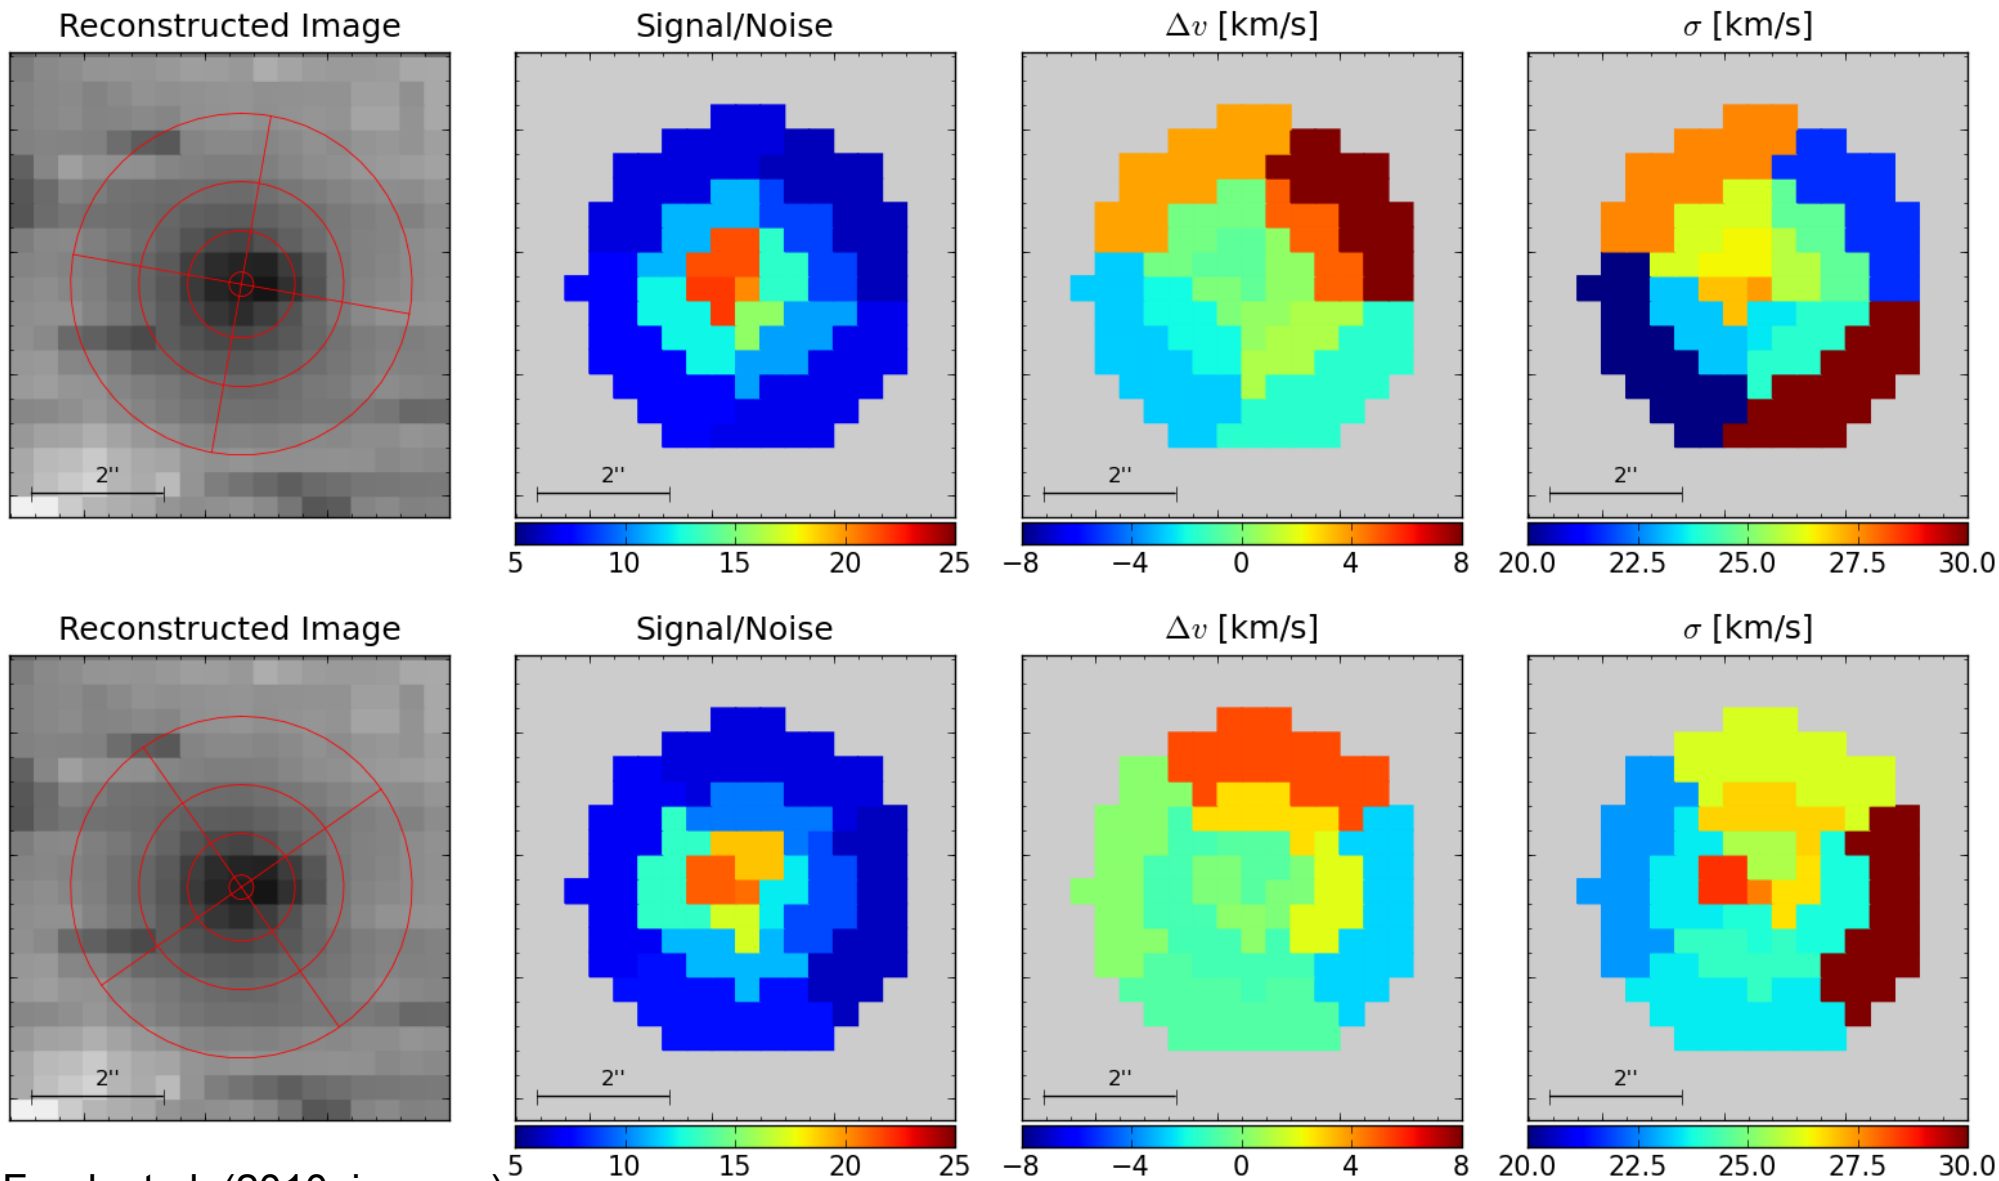 Reconstructed Image
Signal/Noise
Δv [km/s]
σ [km/s]
2''
2''
2''
2''
5 10 15 20 25
−8 −4 0 4 8
20.0 22.5 25.0 27.5 30.0
Reconstructed Image
Signal/Noise
Δv [km/s]
σ [km/s]
2''
2''
2''
2''
5 10 15 20 25
−8 −4 0 4 8
20.0 22.5 25.0 27.5 30.0